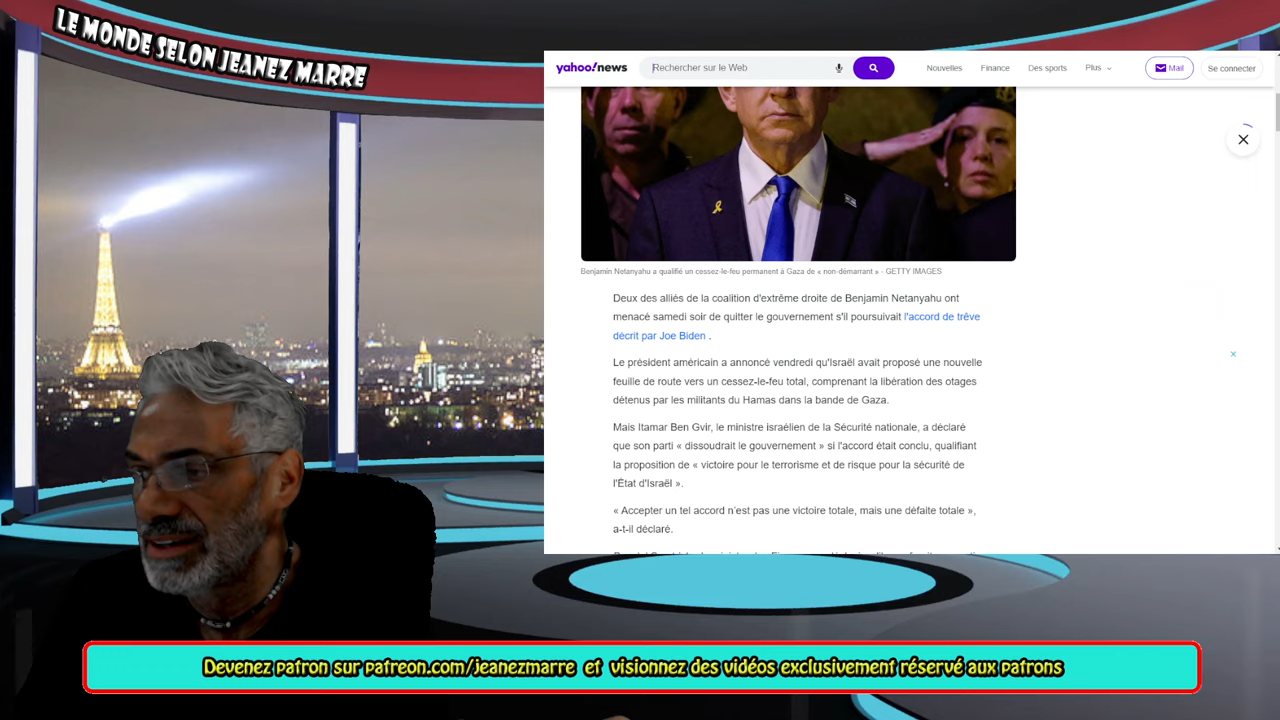 LE MONDE SELON JEANEZ MARRE
yahoo!news
Rechercher sur le Web
Nouvelles
Finance
Des sports
Plus
Mail
Se connecter
Benjamin Netanyahu a qualifié un cessez-le-feu permanent à Gaza de « non-démarrant » - GETTY IMAGES
Deux des alliés de la coalition d'extrême droite de Benjamin Netanyahu ont
menacé samedi soir de quitter le gouvernement s'il poursuivait l'accord de trêve
décrit par Joe Biden .
Le président américain a annoncé vendredi qu'Israël avait proposé une nouvelle
feuille de route vers un cessez-le-feu total, comprenant la libération des otages
détenus par les militants du Hamas dans la bande de Gaza.
Mais Itamar Ben Gvir, le ministre israélien de la Sécurité nationale, a déclaré
que son parti « dissoudrait le gouvernement » si l'accord était conclu, qualifiant
la proposition de « victoire pour le terrorisme et de risque pour la sécurité de
l'État d'Israël ».
« Accepter un tel accord n'est pas une victoire totale, mais une défaite totale »,
a-t-il déclaré.
Devenez patron sur patreon.com/jeanezmarre et visionnez des vidéos exclusivement réservé aux patrons